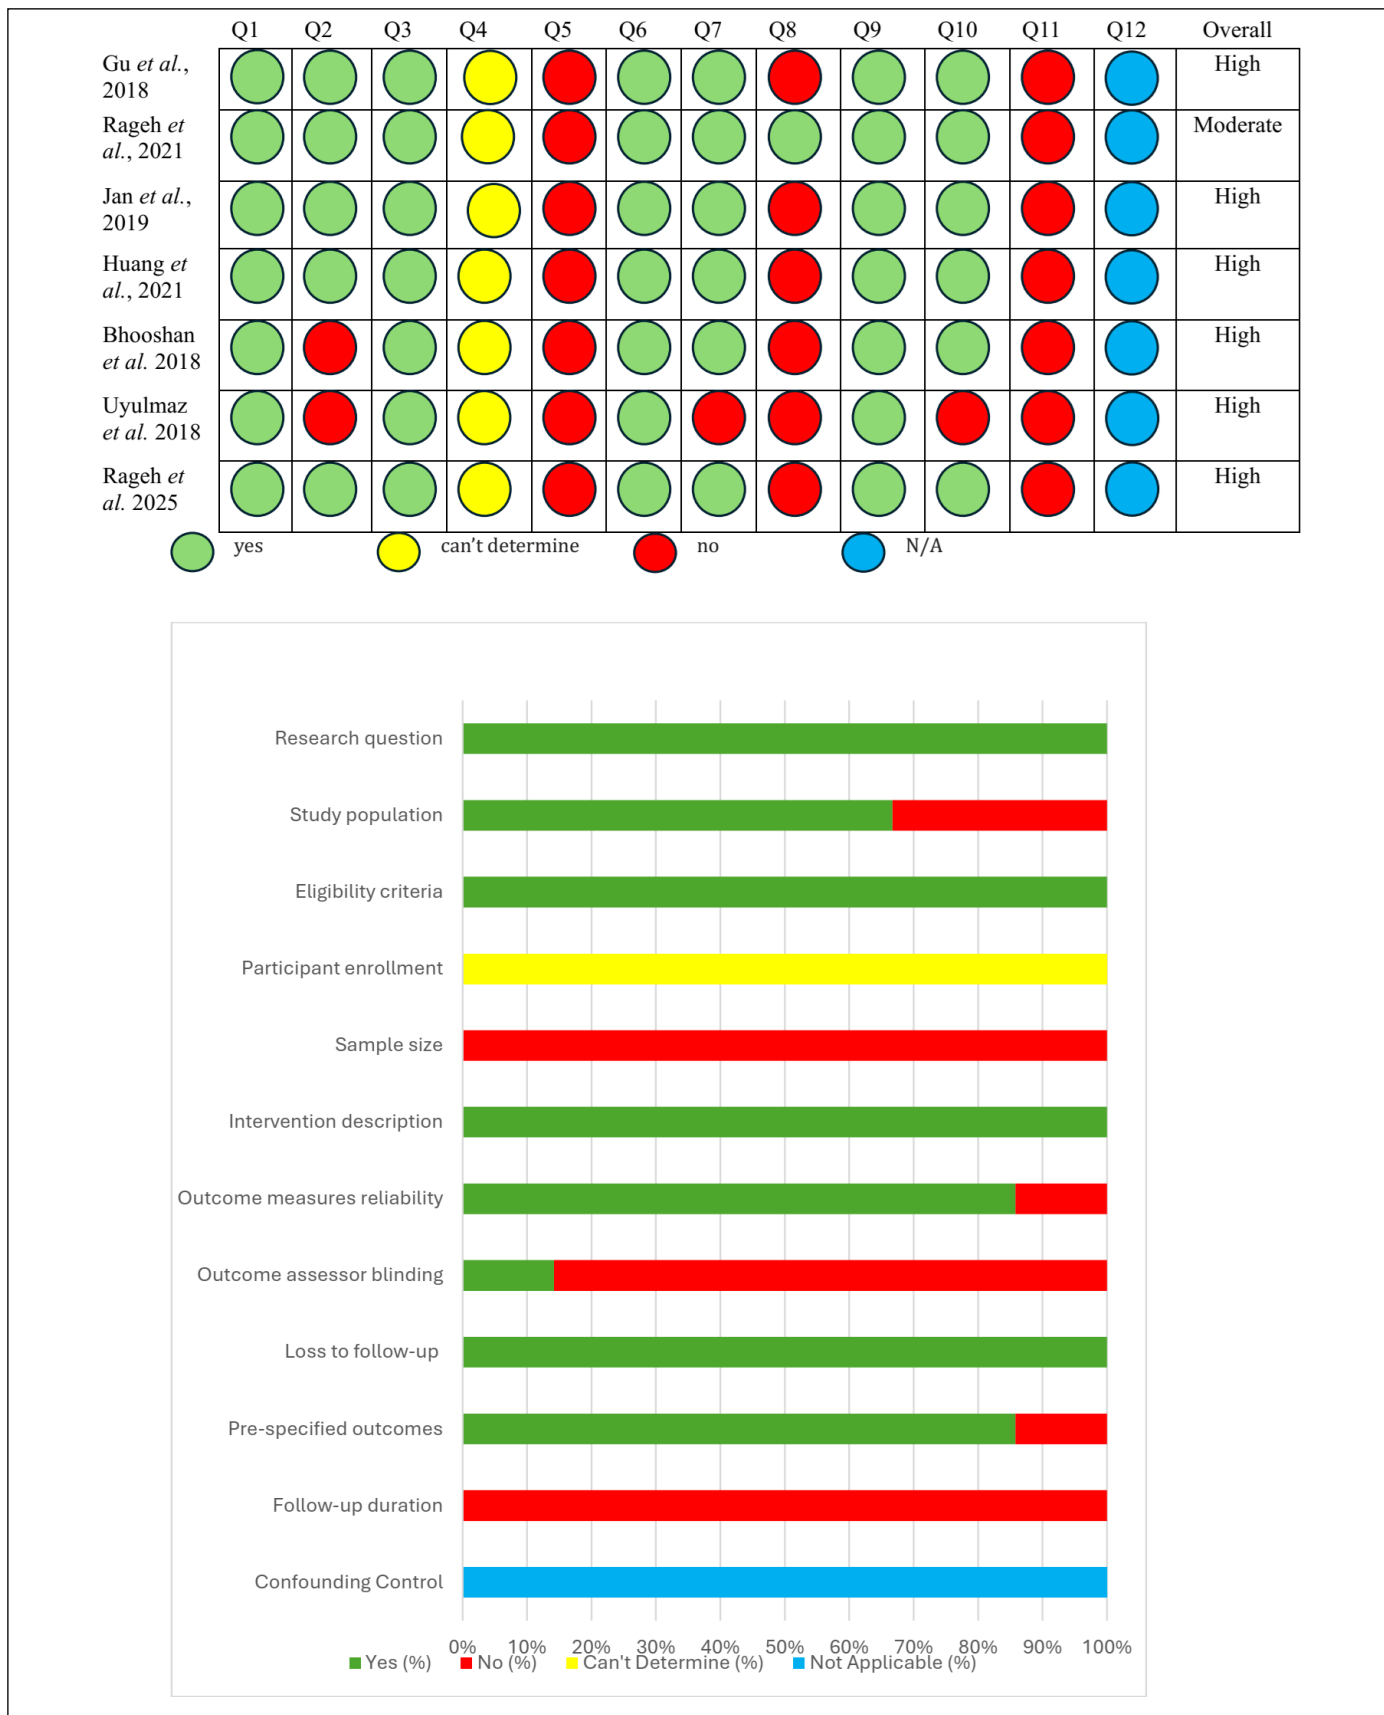 Q1 Q2 Q3 Q4 Q5 Q6 Q7 Q8 Q9 Q10 Q11 Q12 Overall
Gu et al., High
2018
Rageh et Moderate
al., 2021
Jan et al., High
2019
Huang et High
al., 2021
Bhooshan High
et al. 2018
Uyulmaz High
et al. 2018
Rageh et High
al. 2025
yes can't determine no N/A
Research question
Study population
Eligibility criteria
Participant enrollment
Sample size
Intervention description
Outcome measures reliability
Outcome assessor blinding
Loss to follow-up
Pre-specified outcomes
Follow-up duration
Confounding Control
0% 10% 20% 30% 40% 50% 60% 70% 80% 90% 100%
Yes (%) No (%) Can't Determine (%) Not Applicable (%)